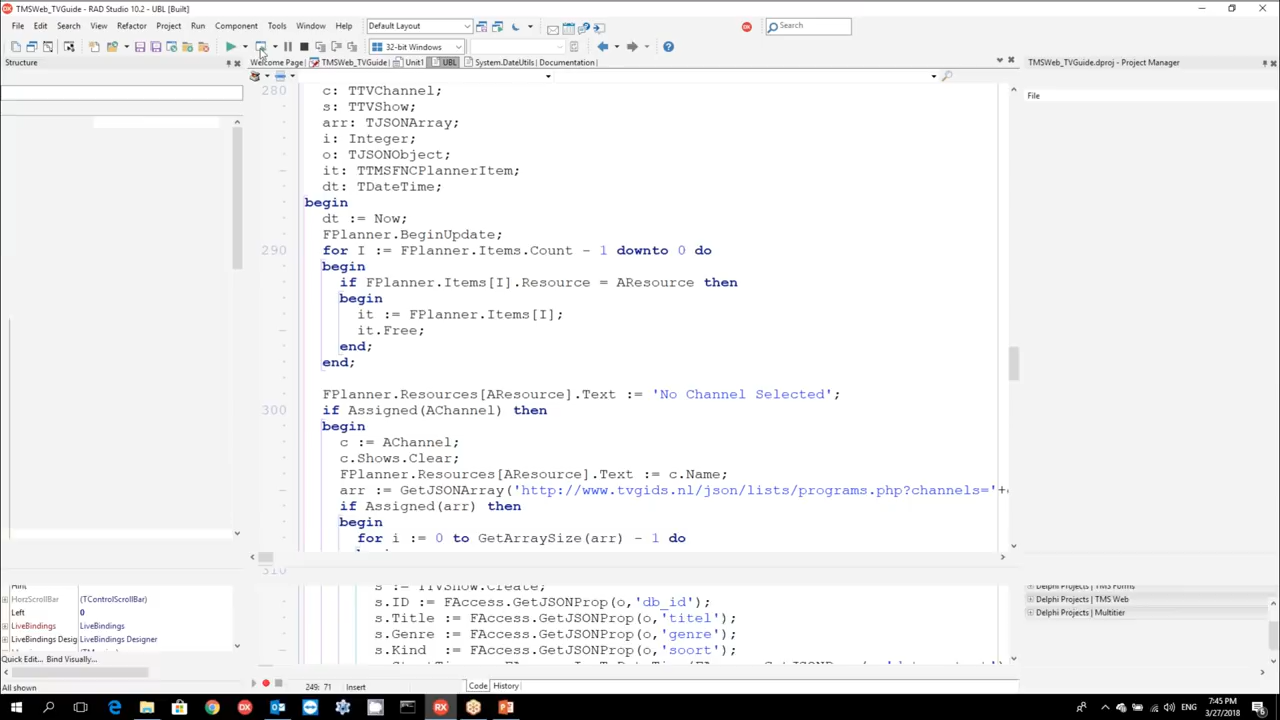 TMSWeb_TVGuide - RAD Studio 10.2 - UBL [Built]
File Edit Search View Refactor Project Run Component Tools Window Help Default Layout Search
32-bit Windows
Structure
Welcome Page TMSWeb_TVGuide Unit1 UBL System.DateUtils Documentation
TMSWeb_TVGuide.dproj - Project Manager
File
280 c: TTVChannel;
s: TTVShow;
arr: TJSONArray;
i: Integer;
o: TJSONObject;
it: TTMSFNCPlannerItem;
dt: TDateTime;
begin
dt := Now;
FPlanner.BeginUpdate;
290 for I := FPlanner.Items.Count - 1 downto 0 do
begin
if FPlanner.Items[I].Resource = AResource then
begin
it := FPlanner.Items[I];
it.Free;
end;
end;
FPlanner.Resources[AResource].Text := 'No Channel Selected';
300 if Assigned(AChannel) then
begin
c := AChannel;
c.Shows.Clear;
FPlanner.Resources[AResource].Text := c.Name;
arr := GetJSONArray('http://www.tvgids.nl/json/lists/programs.php?channels='+
if Assigned(arr) then
begin
for i := 0 to GetArraySize(arr) - 1 do
310
s := TTVShow.Create;
s.ID := FAccess.GetJSONProp(o,'db_id');
s.Title := FAccess.GetJSONProp(o,'titel');
s.Genre := FAccess.GetJSONProp(o,'genre');
s.Kind := FAccess.GetJSONProp(o,'soort');
Hint
HorzScrollBar (TControlScrollBar)
Left 0
LiveBindings LiveBindings
LiveBindings Desig LiveBindings Designer
Quick Edit... Bind Visually...
All shown
Delphi Projects | TMS Forms
Delphi Projects | TMS Web
Delphi Projects | Multitier
249: 71 Insert Code History
ENG 7:45 PM
3/27/2018